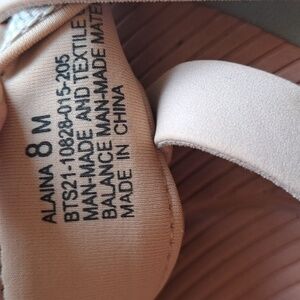 ALAINA 8 M
BTS21-10828-015-205
MAN-MADE AND TEXTILE
BALANCE MAN-MADE MATE
MADE IN CHINA